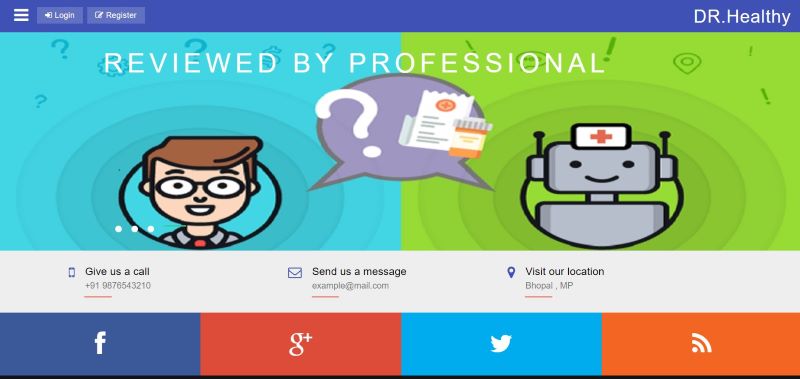 Login
Register
DR.Healthy
REVIEWED BY PROFESSIONAL
Give us a call
+91 9876543210
Send us a message
example@mail.com
Visit our location
Bhopal , MP